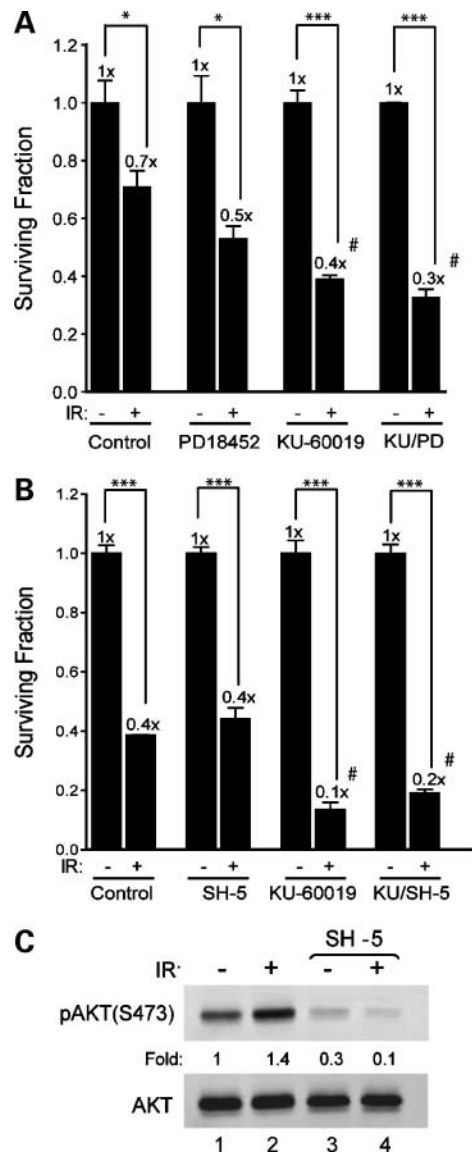 A
* * *** ***
1.2
1x 1x 1x 1x
1.0
0.8
0.7x
0.6
0.5x
0.4x # #
0.4
0.3x
0.2
0.0
Surviving Fraction
IR: - + - + - + - +
Control PD18452 KU-60019 KU/PD
B
*** *** *** ***
1.2
1x 1x 1x 1x
1.0
0.8
0.6
0.4x 0.4x
0.4
# #
0.1x 0.2x
0.2
0.0
Surviving Fraction
IR: - + - + - + - +
Control SH-5 KU-60019 KU/SH-5
C
SH -5
IR: - + - +
pAKT(S473)
Fold: 1 1.4 0.3 0.1
AKT
1 2 3 4